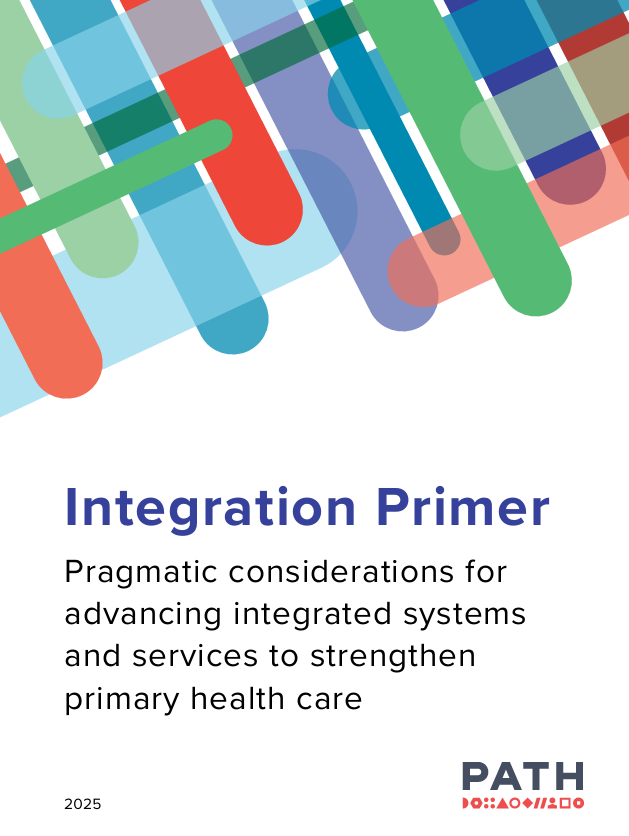 Integration Primer
Pragmatic considerations for
advancing integrated systems
and services to strengthen
primary health care
PATH
2025